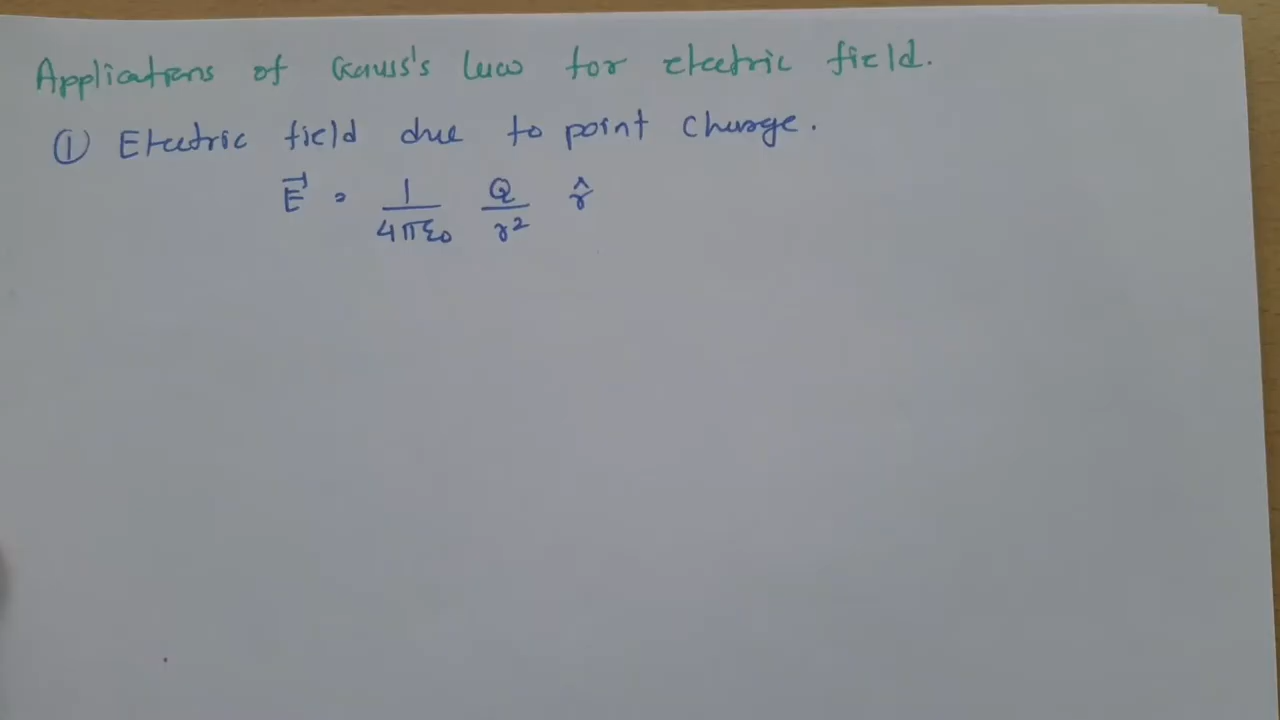 Applications of Gauss's Law for electric field.
① Electric field due to point charge.
E⃗ = 1/4πε₀ Q/r² r̂